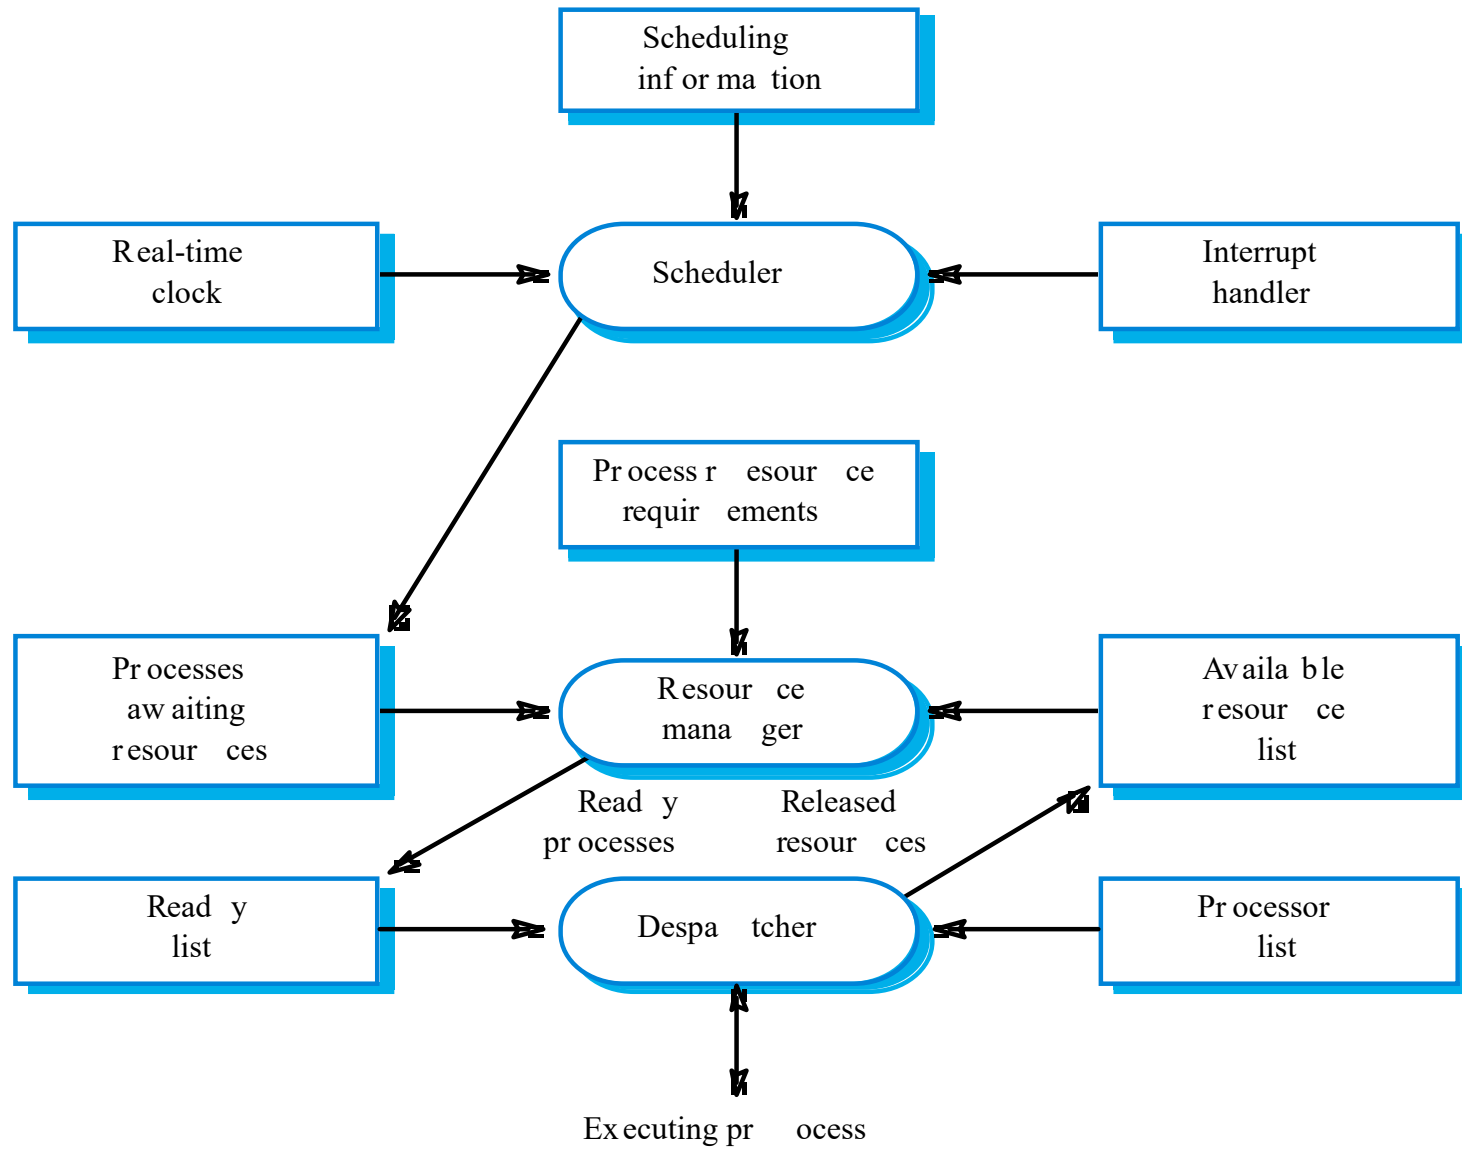 Scheduling
information
Real-time
clock
Scheduler
Interrupt
handler
Process resource
requirements
Processes
awaiting
resources
Resource
manager
Available
resource
list
Ready
processes
Released
resources
Ready
list
Despatcher
Processor
list
Executing process